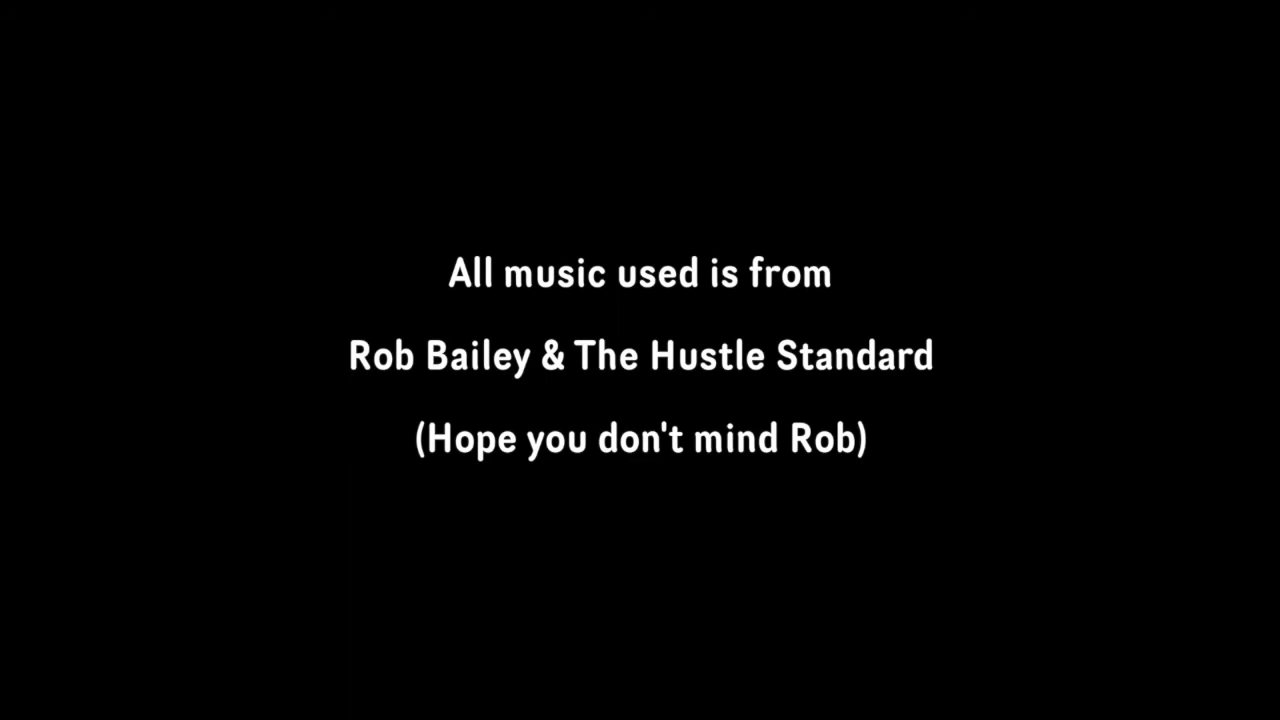 All music used is from
Rob Bailey & The Hustle Standard
(Hope you don't mind Rob)